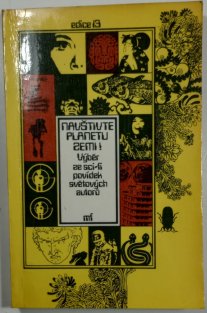 edice 13
NAVŠTIVTE
PLANETU
ZEMI!
Výběr
ze sci-fi
povídek
světových
autorů
mf